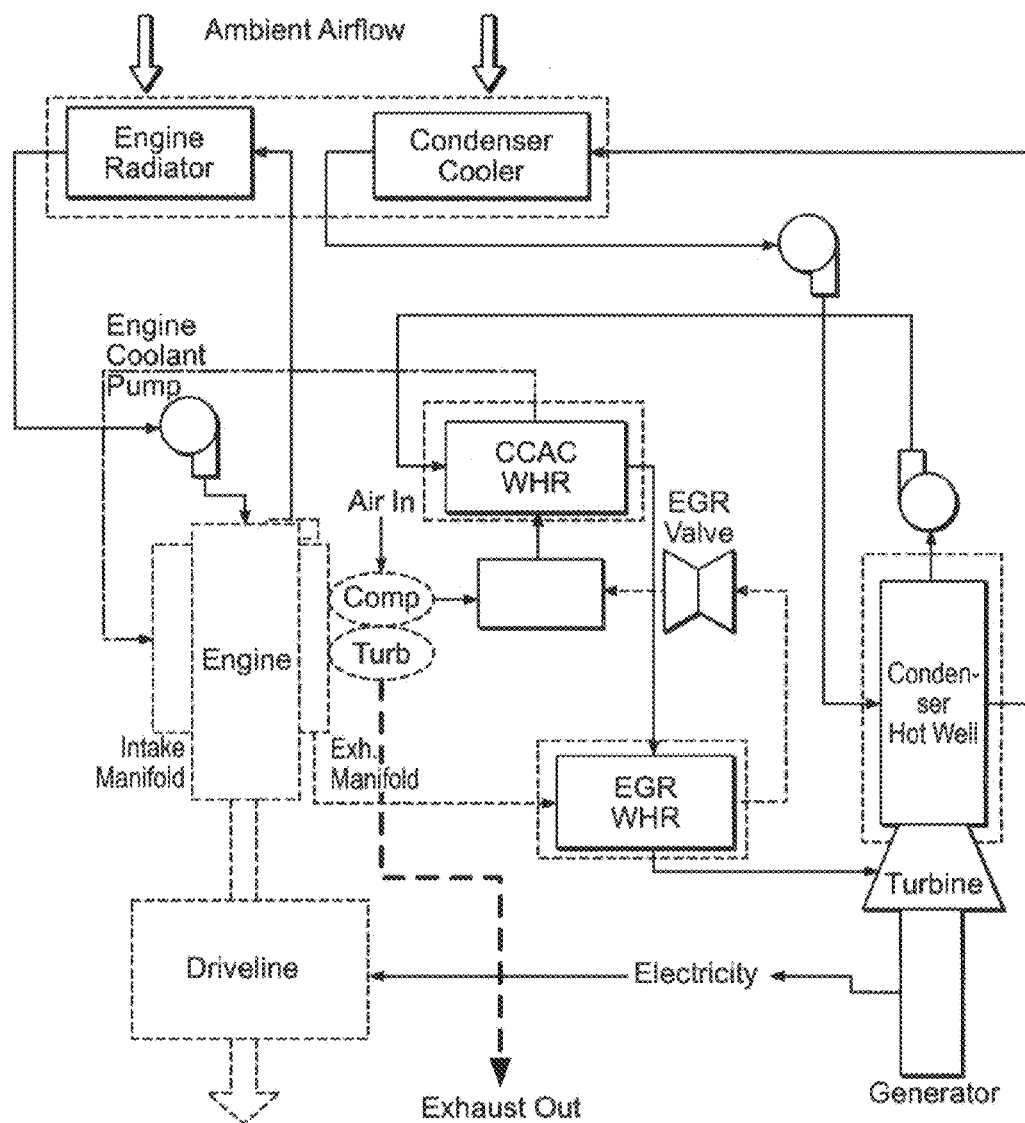 Ambient Airflow
Engine
Radiator
Condenser
Cooler
Engine
Coolant
Pump
CCAC
WHR
Air In
EGR
Valve
Comp
Turb
Engine
Conden-
ser
Hot Well
Intake
Manifold
Exh.
Manifold
EGR
WHR
Turbine
Driveline
Electricity
Generator
Exhaust Out